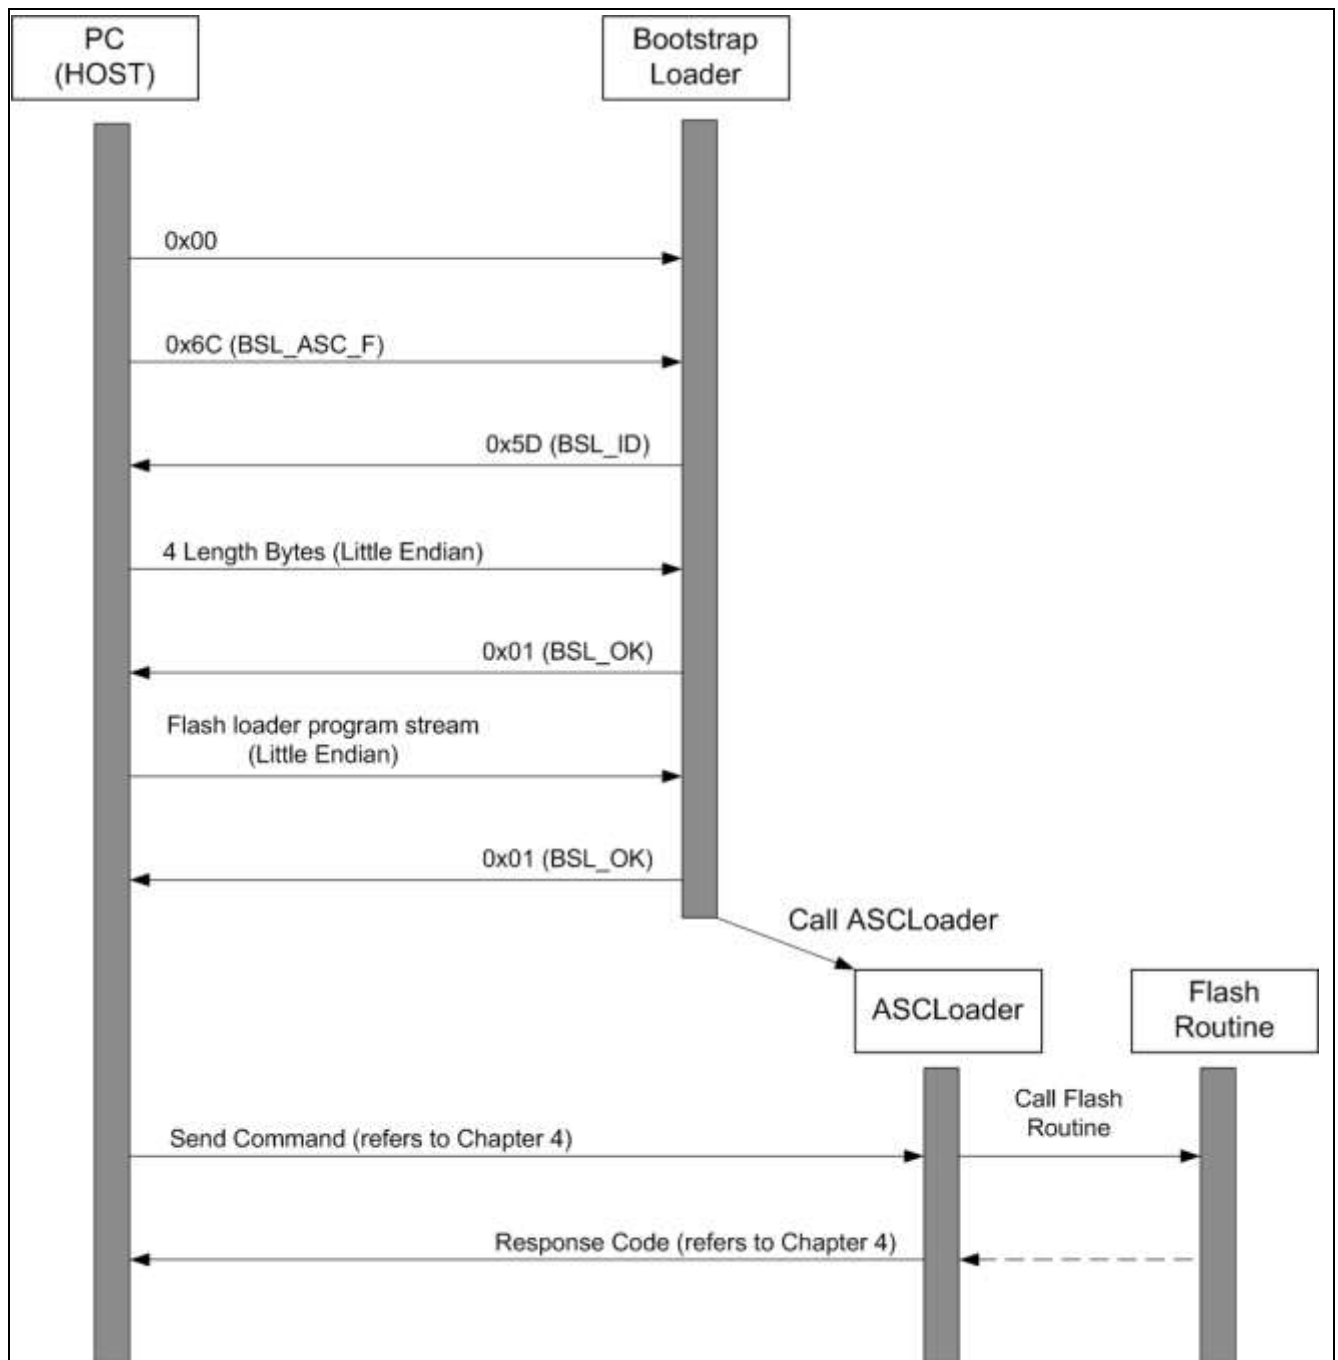 PC
(HOST)
Bootstrap
Loader
0x00
0x6C (BSL_ASC_F)
0x5D (BSL_ID)
4 Length Bytes (Little Endian)
0x01 (BSL_OK)
Flash loader program stream
(Little Endian)
0x01 (BSL_OK)
Call ASCLoader
ASCLoader
Flash
Routine
Call Flash
Routine
Send Command (refers to Chapter 4)
Response Code (refers to Chapter 4)